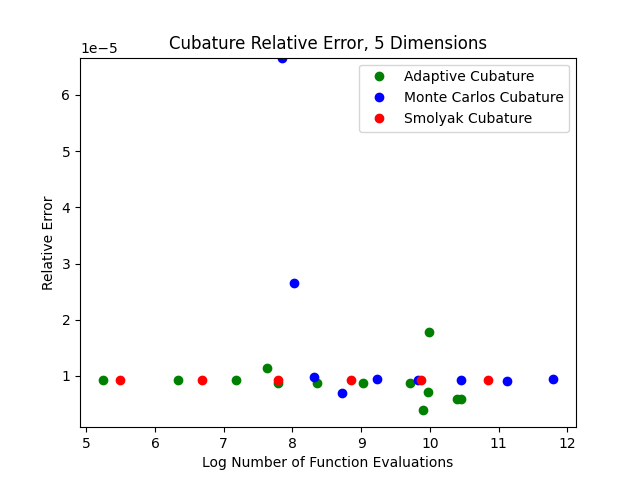 Cubature Relative Error, 5 Dimensions
1e−5
Adaptive Cubature
Monte Carlos Cubature
Smolyak Cubature
6
5
4
3
2
1
Relative Error
5 6 7 8 9 10 11 12
Log Number of Function Evaluations